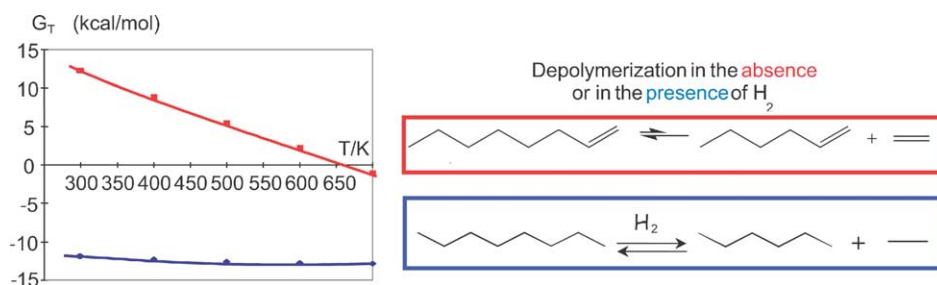 G_T (kcal/mol)
15
10
5
0
-5
-10
-15
T/K
300 350 400 450 500 550 600 650
Depolymerization in the absence
or in the presence of H₂
+
H₂
+